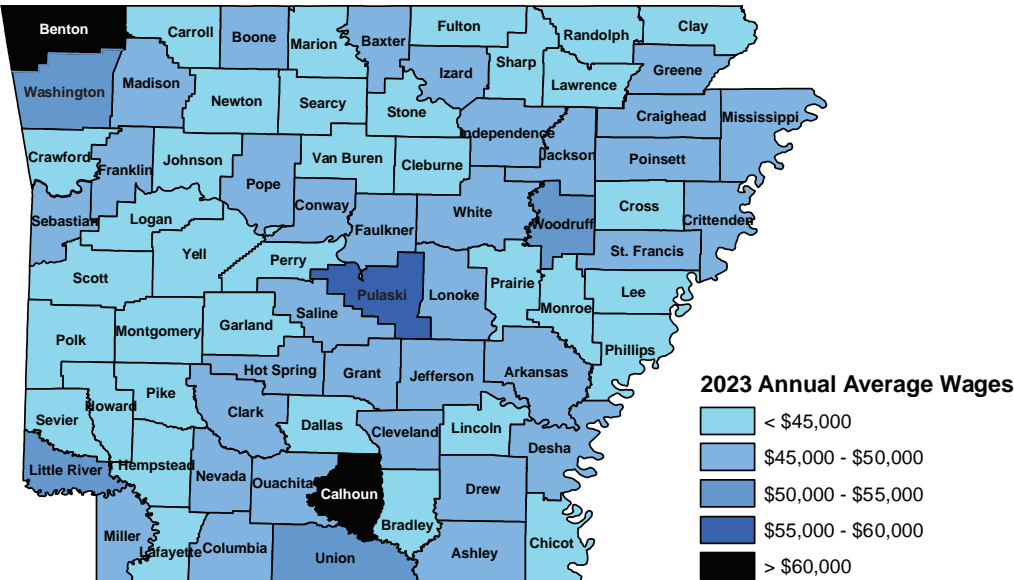 Benton
Carroll
Boone
Marion
Baxter
Fulton
Randolph
Clay
Sharp
Izard
Greene
Lawrence
Washington
Madison
Newton
Searcy
Stone
Independence
Jackson
Craighead
Mississippi
Crawford
Franklin
Johnson
Pope
Van Buren
Cleburne
Poinsett
Sebastian
Logan
Conway
Faulkner
White
Woodruff
Cross
Crittenden
Yell
Perry
St. Francis
Scott
Pulaski
Lonoke
Prairie
Monroe
Lee
Polk
Montgomery
Garland
Saline
Phillips
Hot Spring
Grant
Jefferson
Arkansas
Sevier
Howard
Pike
Clark
Dallas
Cleveland
Lincoln
Desha
Little River
Hempstead
Nevada
Ouachita
Calhoun
Bradley
Drew
Miller
Lafayette
Columbia
Union
Ashley
Chicot
2023 Annual Average Wages
< $45,000
$45,000 - $50,000
$50,000 - $55,000
$55,000 - $60,000
> $60,000